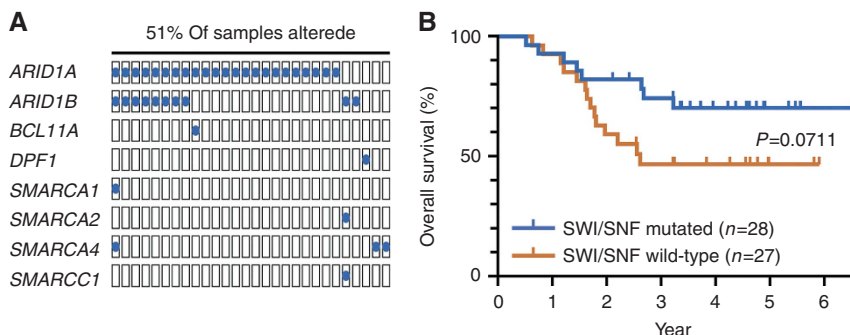 A
51% Of samples alterede
ARID1A
ARID1B
BCL11A
DPF1
SMARCA1
SMARCA2
SMARCA4
SMARCC1
B
Overall survival (%)
100
50
0
P=0.0711
SWI/SNF mutated (n=28)
SWI/SNF wild-type (n=27)
0 1 2 3 4 5 6
Year